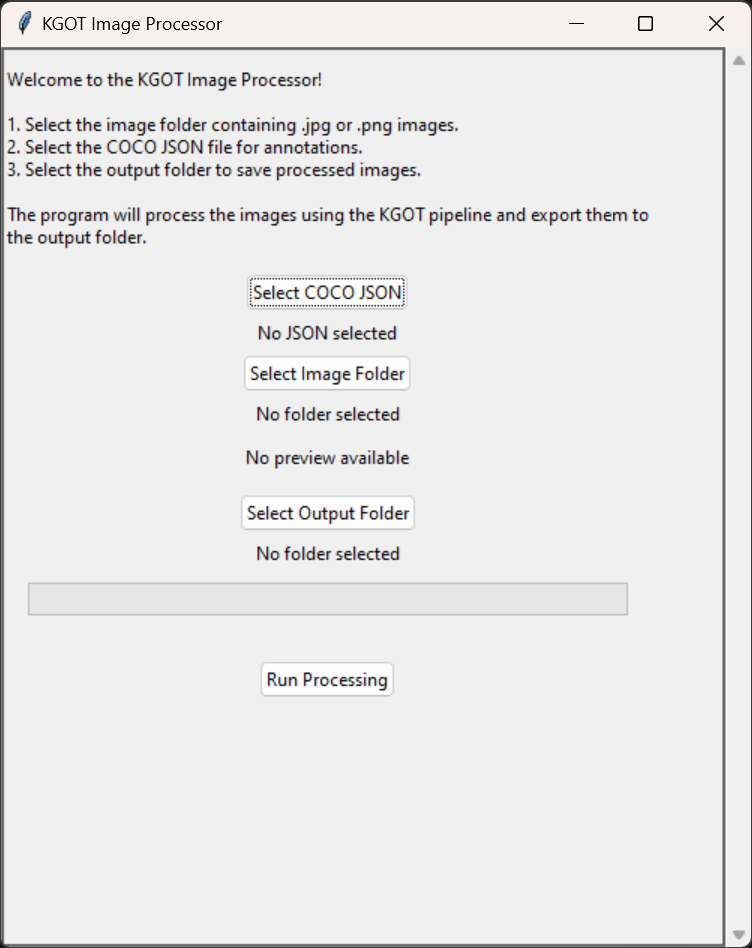 KGOT Image Processor
Welcome to the KGOT Image Processor!
1. Select the image folder containing .jpg or .png images.
2. Select the COCO JSON file for annotations.
3. Select the output folder to save processed images.
The program will process the images using the KGOT pipeline and export them to
the output folder.
Select COCO JSON
No JSON selected
Select Image Folder
No folder selected
No preview available
Select Output Folder
No folder selected
Run Processing